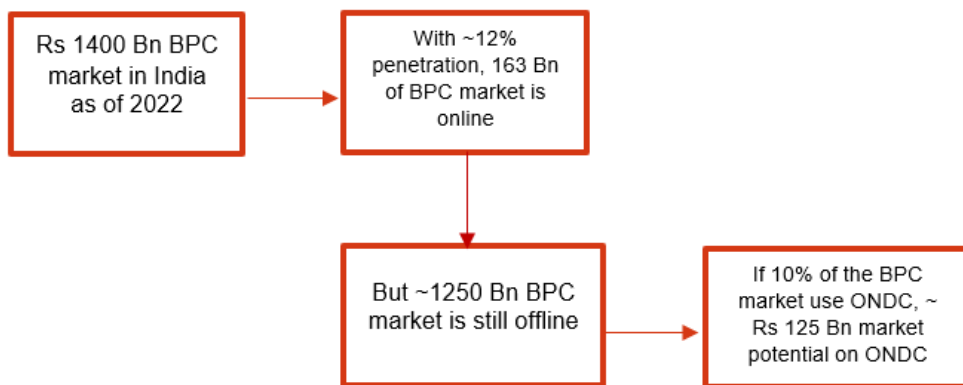 Rs 1400 Bn BPC
market in India
as of 2022
With ~12%
penetration, 163 Bn
of BPC market is
online
But ~1250 Bn BPC
market is still offline
If 10% of the BPC
market use ONDC, ~
Rs 125 Bn market
potential on ONDC